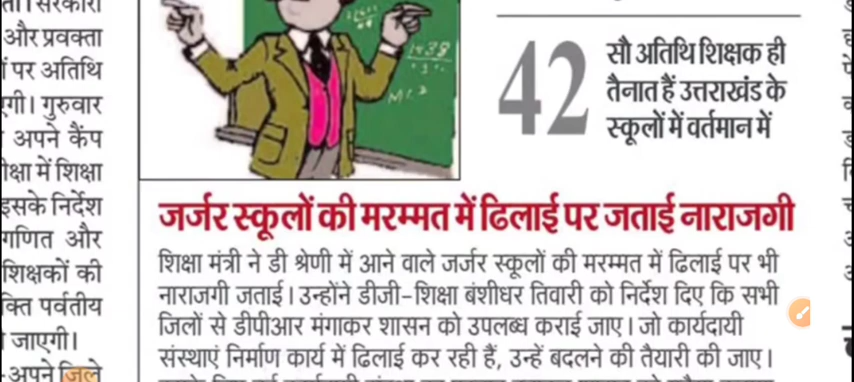 और प्रवक्ता
पर अतिथि
गुरुवार
अपने कैंप
में शिक्षा
इसके निर्देश
गणित और
शिक्षकों की
पर्वतीय
जाएगी।
अपने जिले
42
सौ अतिथि शिक्षक ही
तैनात हैं उत्तराखंड के
स्कूलों में वर्तमान में
जर्जर स्कूलों की मरम्मत में ढिलाई पर जताई नाराजगी
शिक्षा मंत्री ने डी श्रेणी में आने वाले जर्जर स्कूलों की मरम्मत में ढिलाई पर भी
नाराजगी जताई। उन्होंने डीजी-शिक्षा बंशीधर तिवारी को निर्देश दिए कि सभी
जिलों से डीपीआर मंगाकर शासन को उपलब्ध कराई जाए। जो कार्यदायी
संस्थाएं निर्माण कार्य में ढिलाई कर रही हैं, उन्हें बदलने की तैयारी की जाए।